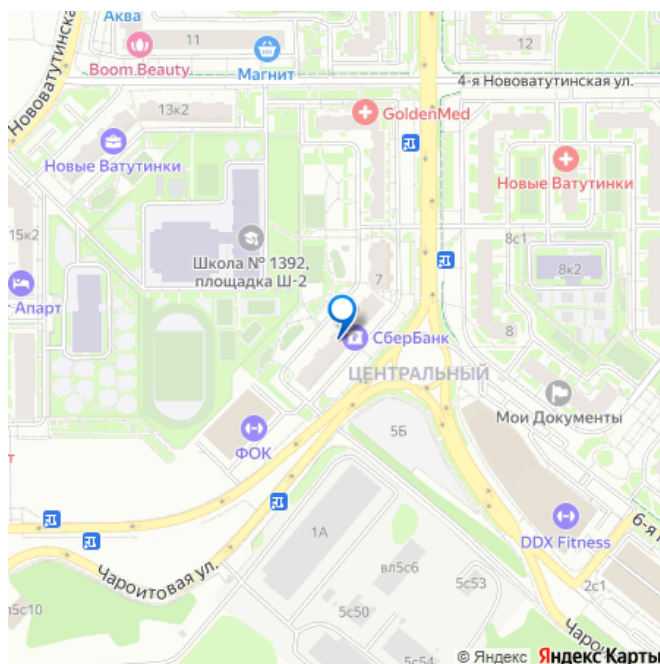 Аква
11
Boom.Beauty
Магнит
12
4-я Нововатутинская ул.
Нововатутинска
13к2
GoldenMed
Новые Ватутинки
Новые Ватутинки
15к2
8с1
8к2
Школа № 1392,
площадка Ш-2
7
т Апарт
8
СберБанк
ЦЕНТРАЛЬНЫЙ
Мои Документы
5Б
ФОК
т
1А
DDX Fitness
6-я
Чароитовая ул.
вл5с6
5с53
2с1
5с10
5с50
Чарои
5с54
© Яндекс Яндекс Карты